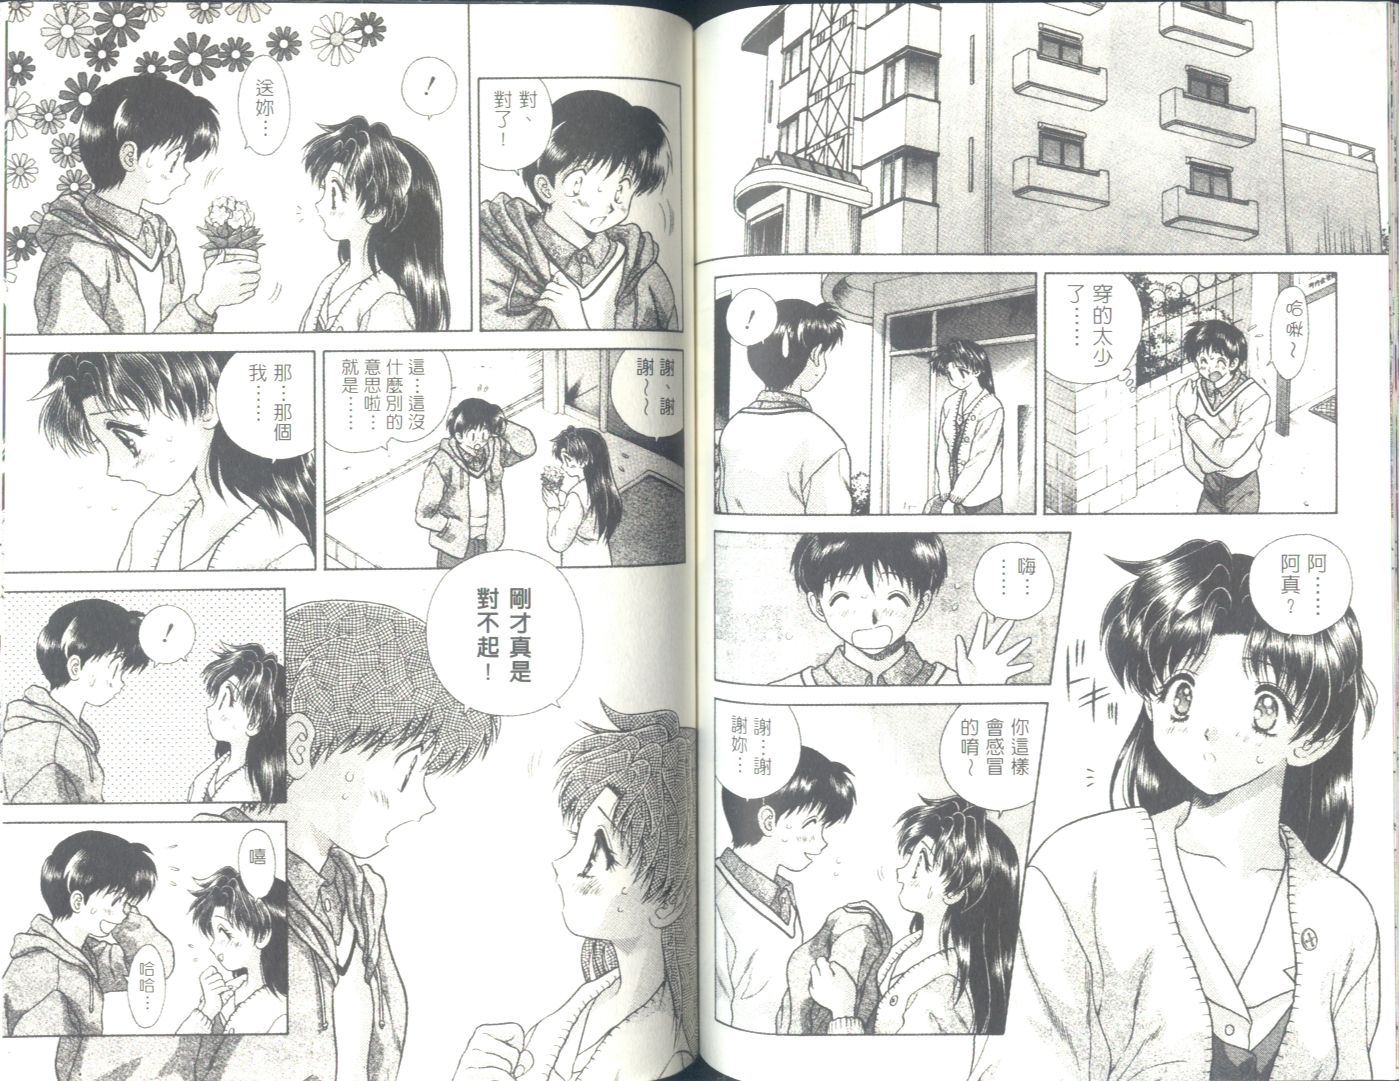 哈啾～
穿的太少
了……
！
阿……
阿真？
嗨
……
你這樣
會感冒
的唷～
謝…謝
謝妳…
對、
對了！
！
送妳…
謝、謝
謝～～
這…這沒
什麼別的
意思啦…
就是……
那…那個
我……
剛才真是
對不起！
！
嘻
哈哈…